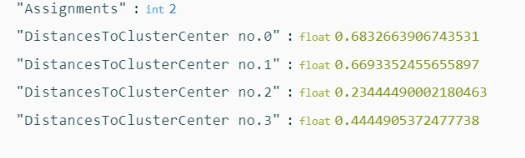 "Assignments" : int 2
"DistancesToClusterCenter no.0" : float 0.6832663906743531
"DistancesToClusterCenter no.1" : float 0.6693352455655897
"DistancesToClusterCenter no.2" : float 0.23444490002180463
"DistancesToClusterCenter no.3" : float 0.4444905372477738